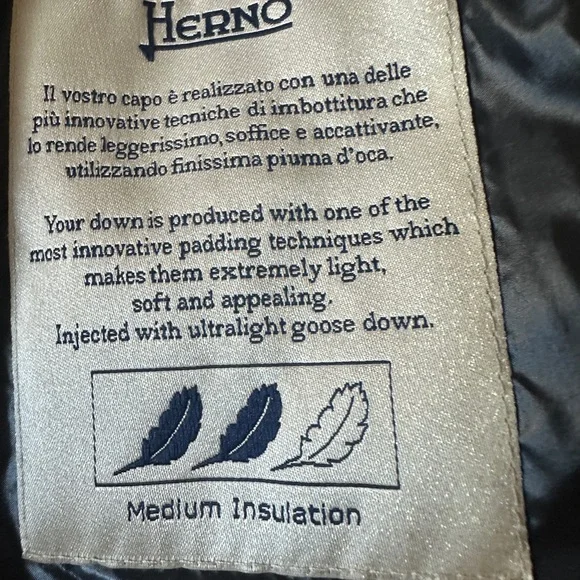 HERNO
Il vostro capo è realizzato con una delle
più innovative tecniche di imbottitura che
lo rende leggerissimo, soffice e accattivante,
utilizzando finissima piuma d'oca.
Your down is produced with one of the
most innovative padding techniques which
makes them extremely light,
soft and appealing.
Injected with ultralight goose down.
Medium Insulation